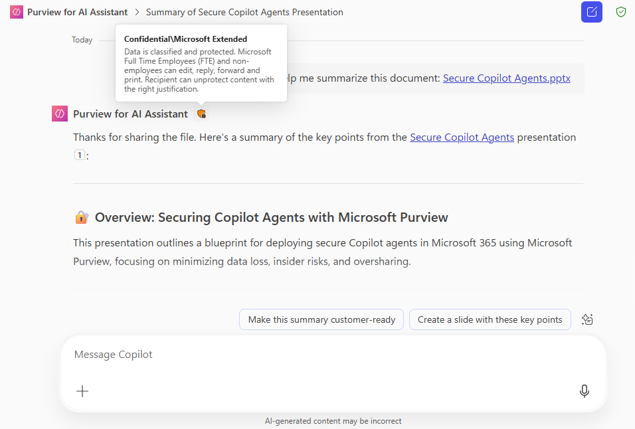 Purview for AI Assistant > Summary of Secure Copilot Agents Presentation
Today
Confidential\Microsoft Extended
Data is classified and protected. Microsoft
Full Time Employees (FTE) and non-
employees can edit, reply, forward and
print. Recipient can unprotect content with
the right justification.
me summarize this document: Secure Copilot Agents.pptx
Purview for AI Assistant
Thanks for sharing the file. Here's a summary of the key points from the Secure Copilot Agents presentation
1 :
Overview: Securing Copilot Agents with Microsoft Purview
This presentation outlines a blueprint for deploying secure Copilot agents in Microsoft 365 using Microsoft
Purview, focusing on minimizing data loss, insider risks, and oversharing.
Make this summary customer-ready
Create a slide with these key points
Message Copilot
AI-generated content may be incorrect